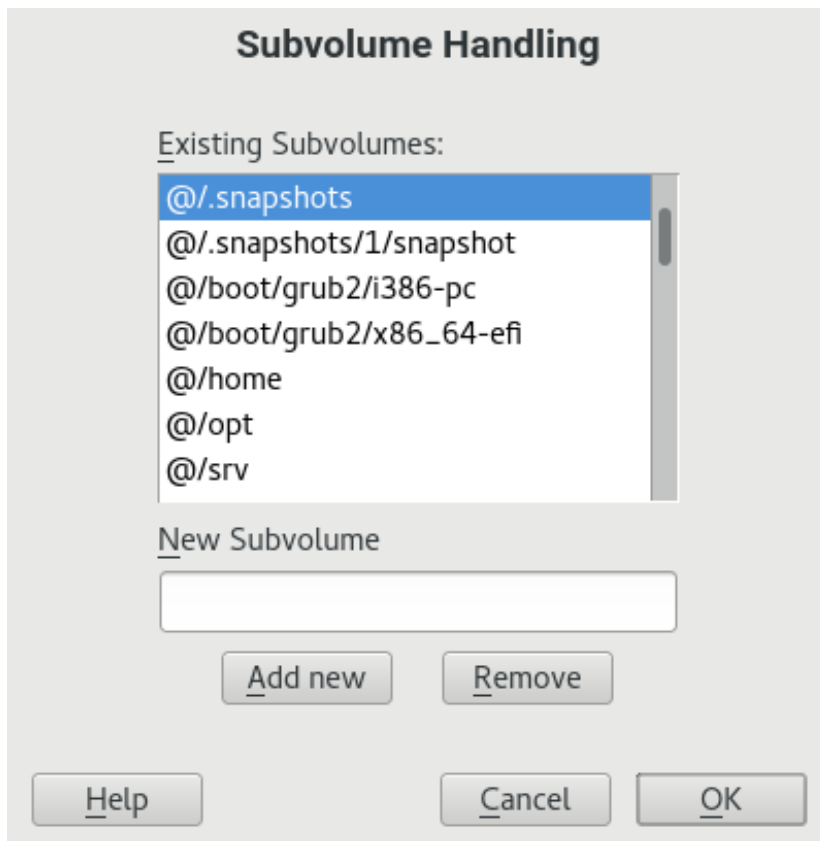 Subvolume Handling
Existing Subvolumes:
@/.snapshots
@/.snapshots/1/snapshot
@/boot/grub2/i386-pc
@/boot/grub2/x86_64-efi
@/home
@/opt
@/srv
New Subvolume
Add new Remove
Help Cancel OK